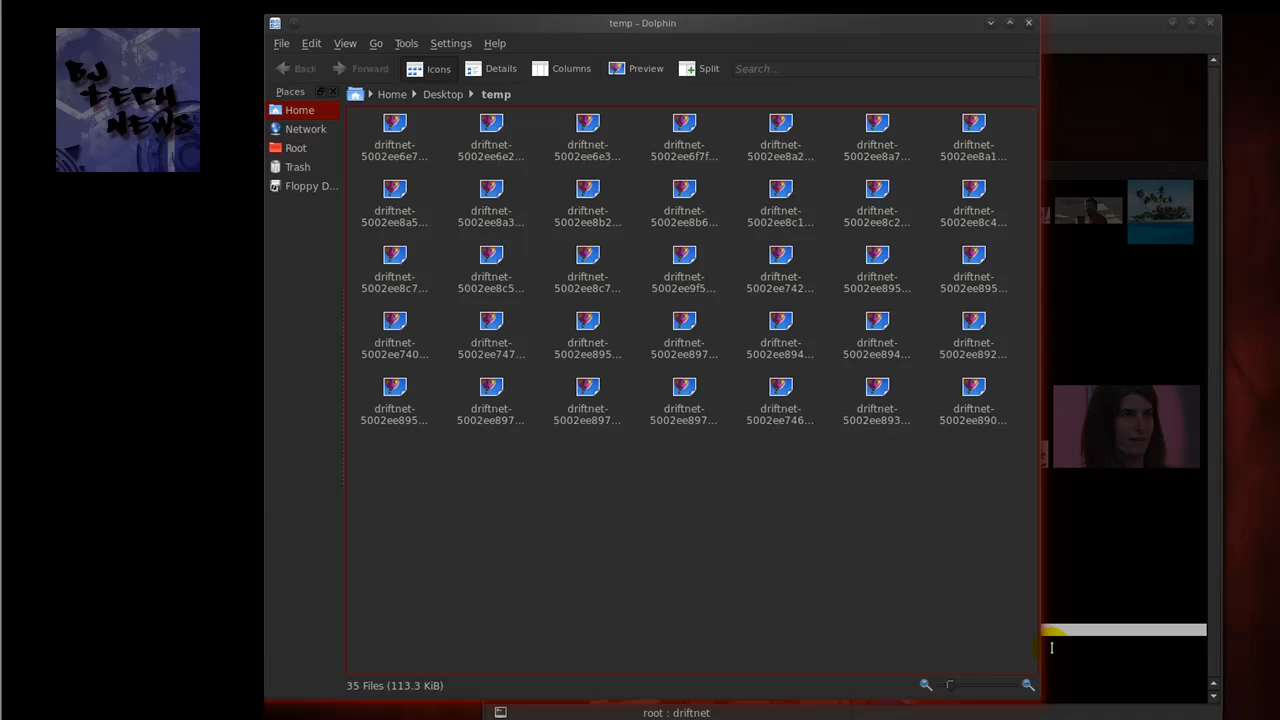 temp – Dolphin
BJ
TECH
NEWS
File Edit View Go Tools Settings Help
Back Forward Icons Details Columns Preview Split Search...
Places
Home Desktop temp
Home
Network
Root
Trash
Floppy D...
driftnet- driftnet- driftnet- driftnet- driftnet- driftnet- driftnet-
5002ee6e7... 5002ee6e2... 5002ee6e3... 5002ee6f7f... 5002ee8a2... 5002ee8a7... 5002ee8a1...
driftnet- driftnet- driftnet- driftnet- driftnet- driftnet- driftnet-
5002ee8a5... 5002ee8a3... 5002ee8b2... 5002ee8b6... 5002ee8c1... 5002ee8c2... 5002ee8c4...
driftnet- driftnet- driftnet- driftnet- driftnet- driftnet- driftnet-
5002ee8c7... 5002ee8c5... 5002ee8c7... 5002ee9f5... 5002ee742... 5002ee895... 5002ee895...
driftnet- driftnet- driftnet- driftnet- driftnet- driftnet- driftnet-
5002ee740... 5002ee747... 5002ee895... 5002ee897... 5002ee894... 5002ee894... 5002ee892...
driftnet- driftnet- driftnet- driftnet- driftnet- driftnet- driftnet-
5002ee895... 5002ee897... 5002ee897... 5002ee897... 5002ee746... 5002ee893... 5002ee890...
35 Files (113.3 KiB)
root : driftnet